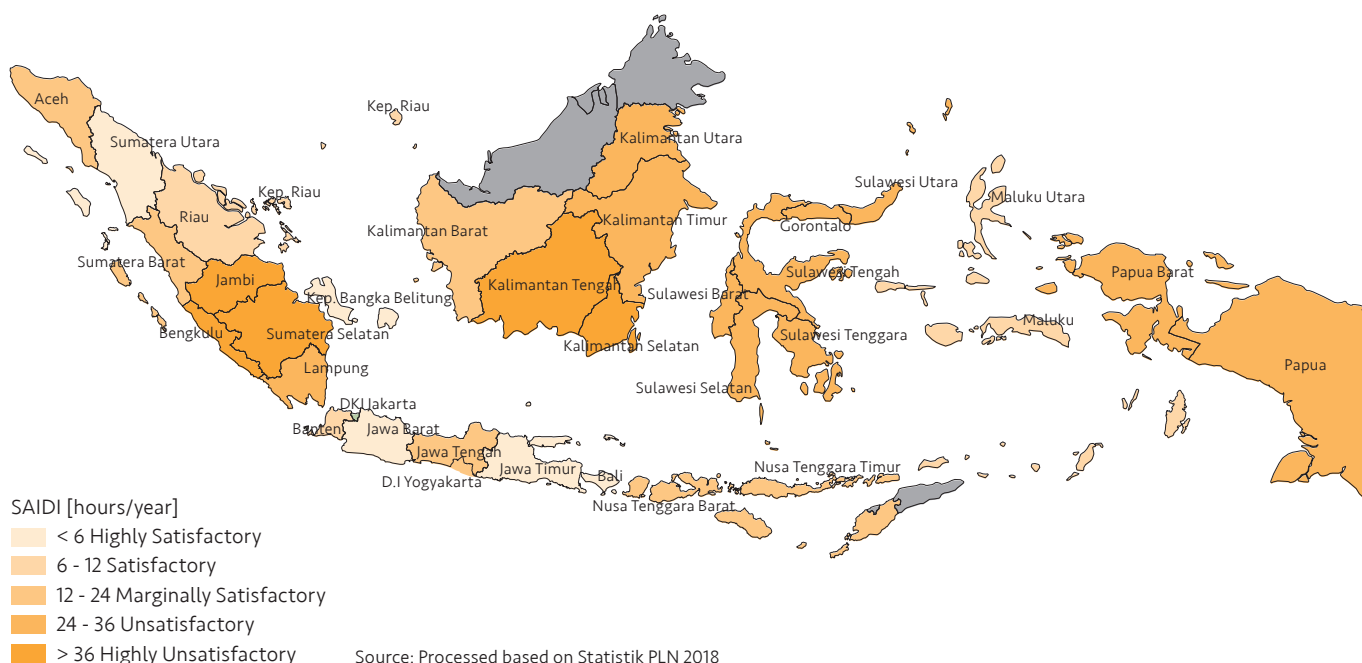 Aceh
Kep. Riau
Sumatera Utara
Kalimantan Utara
Kep. Riau
Sulawesi Utara
Maluku Utara
Riau
Kalimantan Timur
Gorontalo
Kalimantan Barat
Sumatera Barat
Jambi
Sulawesi Tengah
Papua Barat
Kalimantan Tengah
Sulawesi Barat
Kep. Bangka Belitung
Maluku
Bengkulu
Sumatera Selatan
Sulawesi Tenggara
Kalimantan Selatan
Lampung
Papua
Sulawesi Selatan
DKI Jakarta
Banten
Jawa Barat
Jawa Tengah
Jawa Timur
Bali
Nusa Tenggara Timur
D.I Yogyakarta
Nusa Tenggara Barat
SAIDI [hours/year]
< 6 Highly Satisfactory
6 - 12 Satisfactory
12 - 24 Marginally Satisfactory
24 - 36 Unsatisfactory
> 36 Highly Unsatisfactory
Source: Processed based on Statistik PLN 2018